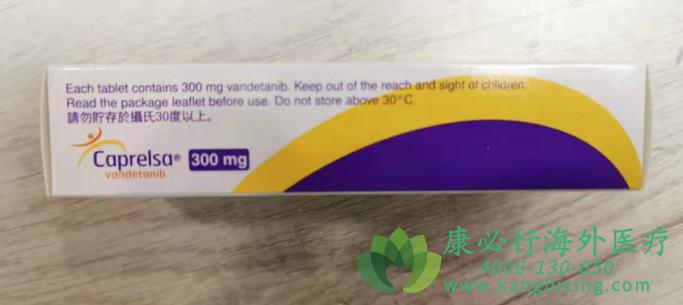 Each tablet contains 300 mg vandetanib. Keep out of the reach and sight of children.
Read the package leaflet before use. Do not store above 30°C.
請勿貯存於攝氏30度以上。
Caprelsa® 300 mg
vandetanib
康必行海外医疗
4006-130-650
www.kangbixing.com